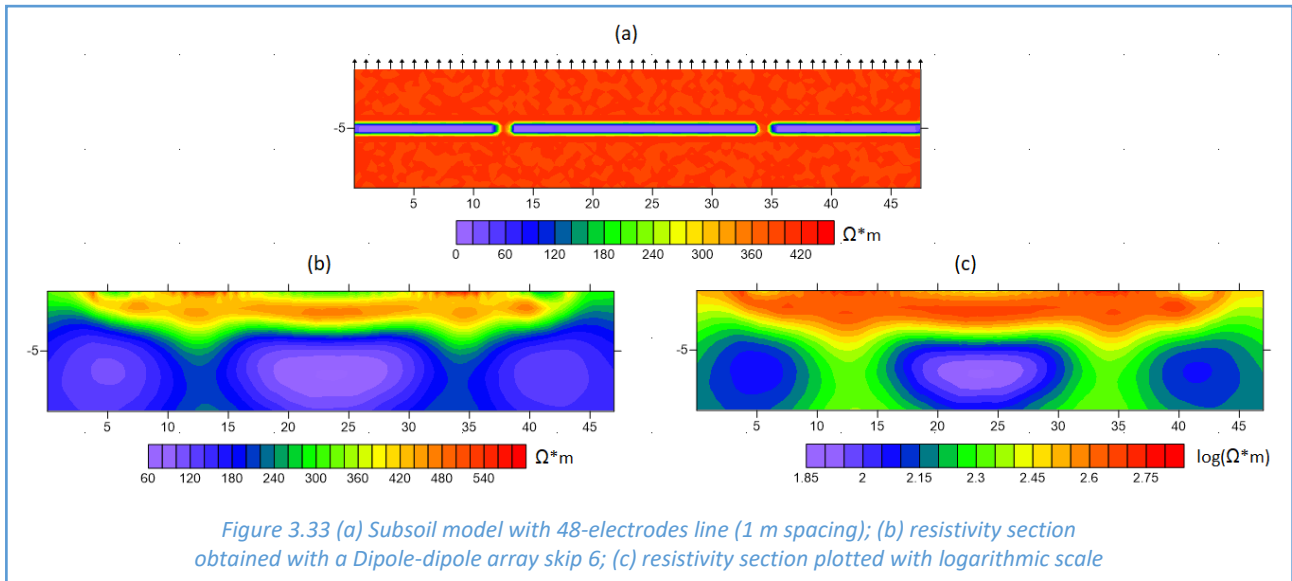 (a)
-5
5 10 15 20 25 30 35 40 45
0 60 120 180 240 300 360 420 Ω*m
(b)
-5
5 10 15 20 25 30 35 40 45
60 120 180 240 300 360 420 480 540 Ω*m
(c)
-5
5 10 15 20 25 30 35 40 45
1.85 2 2.15 2.3 2.45 2.6 2.75 log(Ω*m)
Figure 3.33 (a) Subsoil model with 48-electrodes line (1 m spacing); (b) resistivity section
obtained with a Dipole-dipole array skip 6; (c) resistivity section plotted with logarithmic scale